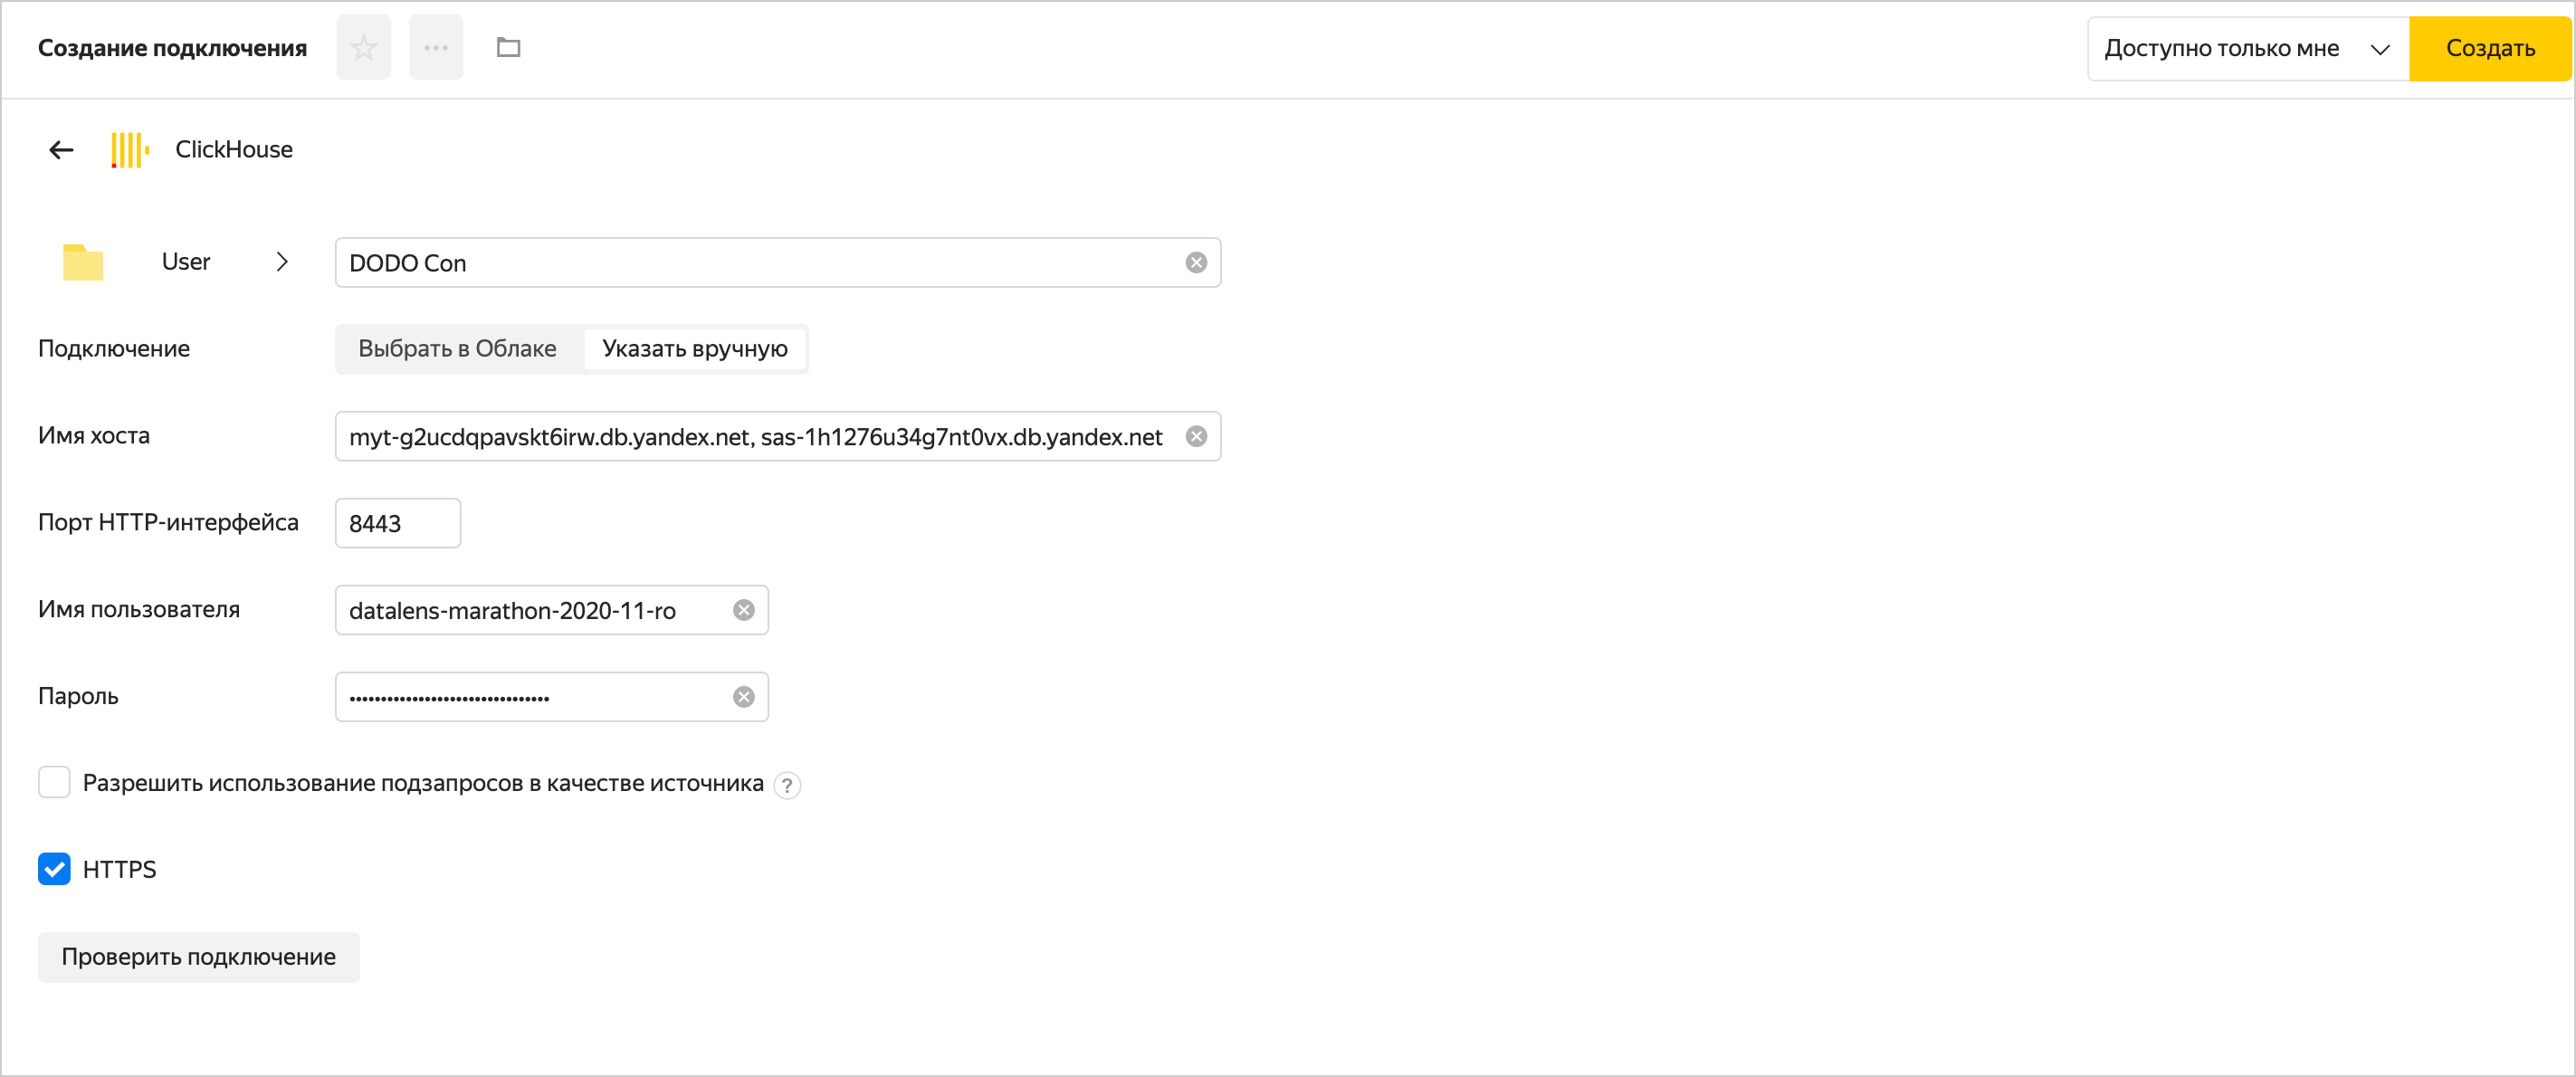 Создание подключения
Доступно только мне
Создать
ClickHouse
User
DODO Con
Подключение
Выбрать в Облаке
Указать вручную
Имя хоста
myt-g2ucdqpavskt6irw.db.yandex.net, sas-1h1276u34g7nt0vx.db.yandex.net
Порт HTTP-интерфейса
8443
Имя пользователя
datalens-marathon-2020-11-ro
Пароль
••••••••••••••••••••••••••••••••
Разрешить использование подзапросов в качестве источника ?
HTTPS
Проверить подключение